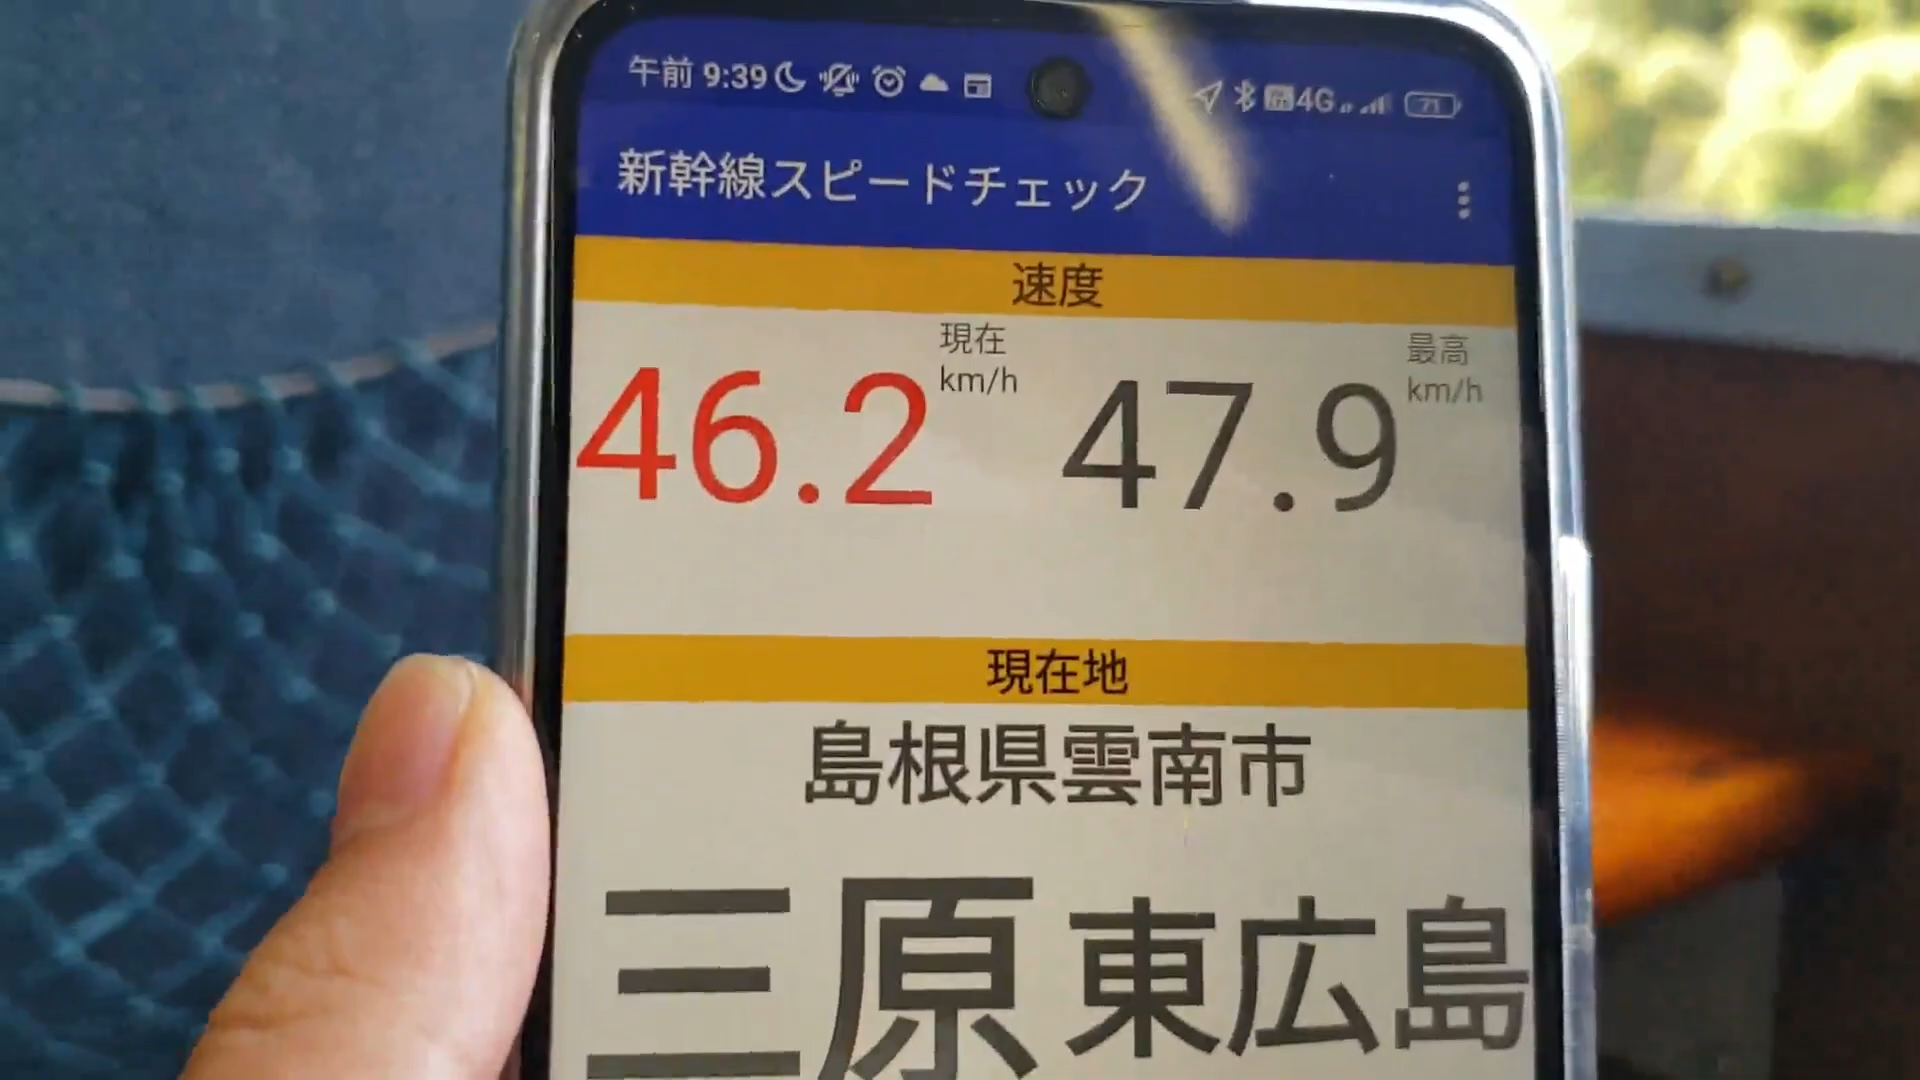 午前 9:39 4G 71
新幹線スピードチェック
速度
46.2 現在 km/h 47.9 最高 km/h
現在地
島根県雲南市
三原 東広島